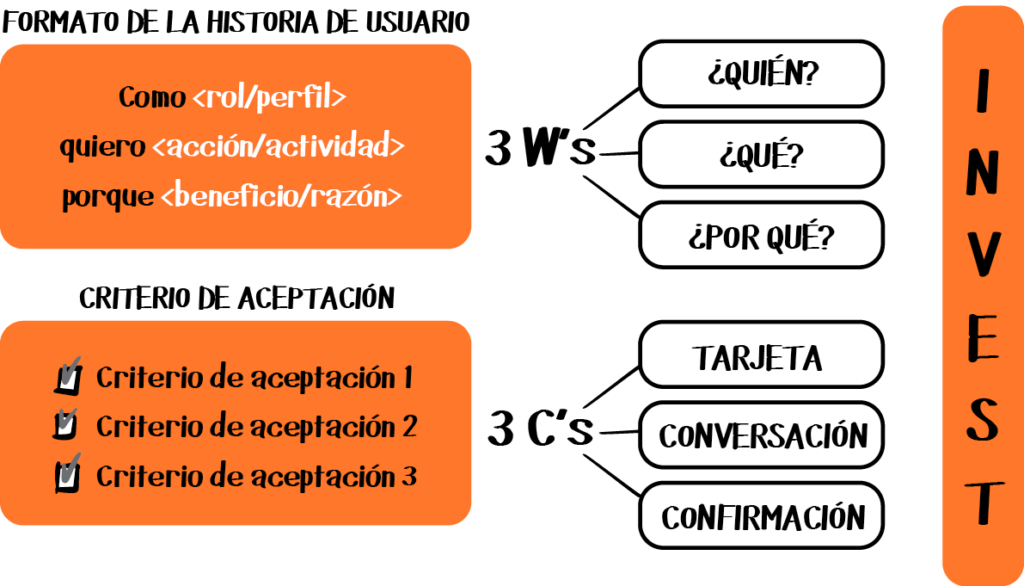 FORMATO DE LA HISTORIA DE USUARIO
Como <rol/perfil>
quiero <acción/actividad>
porque <beneficio/razón>
3 W's
¿QUIÉN?
¿QUÉ?
¿POR QUÉ?
CRITERIO DE ACEPTACIÓN
Criterio de aceptación 1
Criterio de aceptación 2
Criterio de aceptación 3
3 C's
TARJETA
CONVERSACIÓN
CONFIRMACIÓN
INVEST